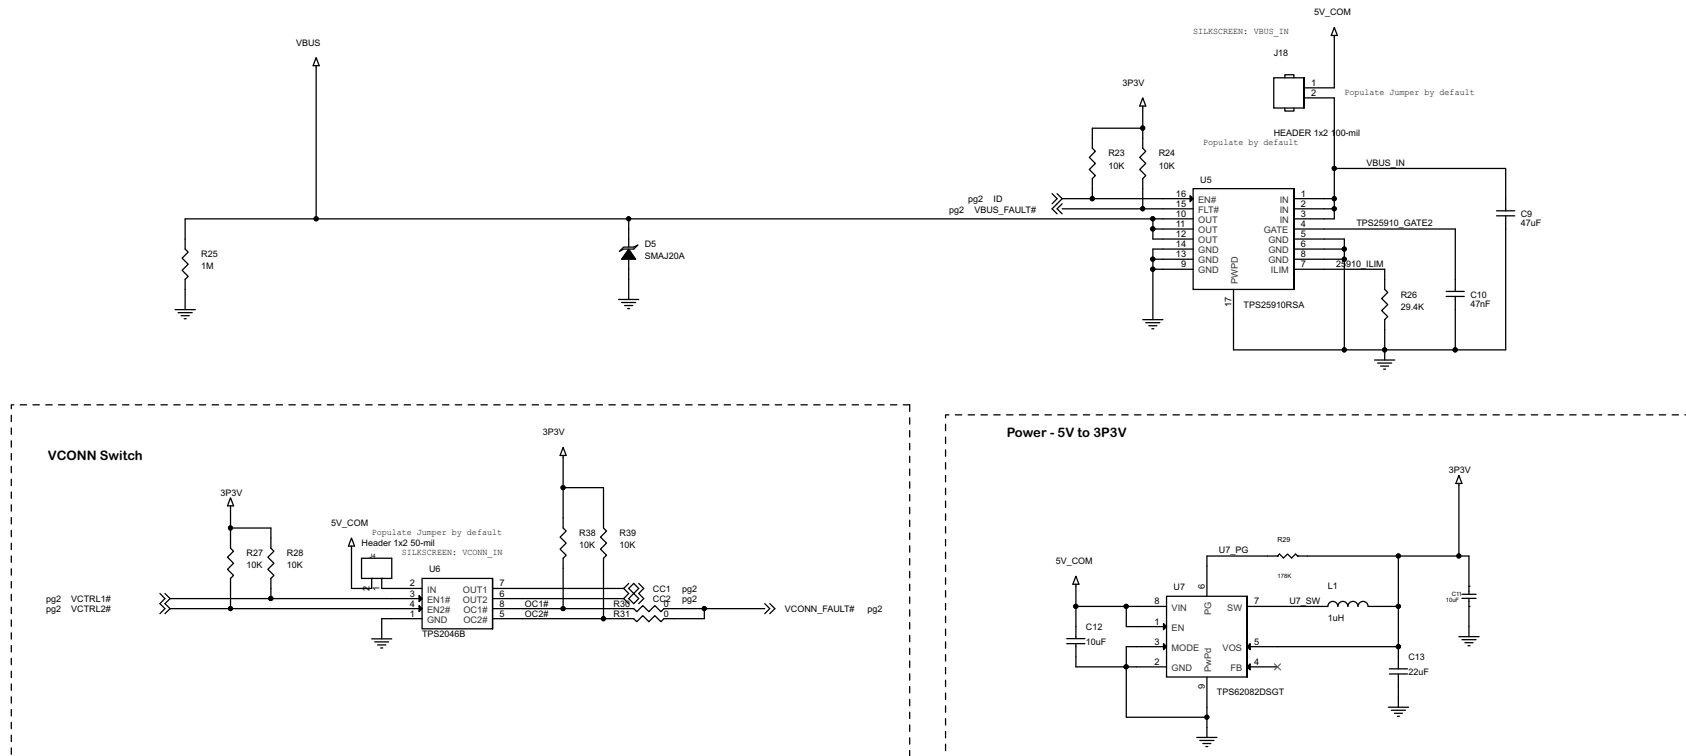 5V_COM
SILKSCREEN: VBUS_IN
VBUS
J18
1
2
Populate Jumper by default
3P3V
HEADER 1x2 100-mil
Populate by default
R23
10K
R24
10K
VBUS_IN
U5
pg2 ID
pg2 VBUS_FAULT#
16 EN# IN 1
15 FLT# IN 2
10 OUT IN 3
11 OUT GATE 4
12 OUT GND 5
14 GND GND 6
13 GND GND 8
9 GND ILIM 7
PWPD
17
TPS25910RSA
TPS25910_GATE2
25910_ILIM
C9
47uF
R25
1M
D5
SMAJ20A
R26
29.4K
C10
47nF
VCONN Switch
3P3V
3P3V
5V_COM
Populate Jumper by default
Header 1x2 50-mil
SILKSCREEN: VCONN_IN
J4
R27
10K
R28
10K
R38
10K
R39
10K
U6
2 IN OUT1 7
3 EN1# OUT2 6
4 EN2# OC1# 8
1 GND OC2# 5
TPS2046B
pg2 VCTRL1#
pg2 VCTRL2#
CC1 pg2
CC2 pg2
OC1# R30 0
OC2# R31 0
VCONN_FAULT# pg2
Power - 5V to 3P3V
3P3V
5V_COM
U7_PG
R29
178K
L1
1uH
U7_SW
C11
10uF
U7
8 VIN SW 7
1 EN
3 MODE VOS 5
2 GND FB 4
PG
6
PwPd
9
TPS62082DSGT
C12
10uF
C13
22uF